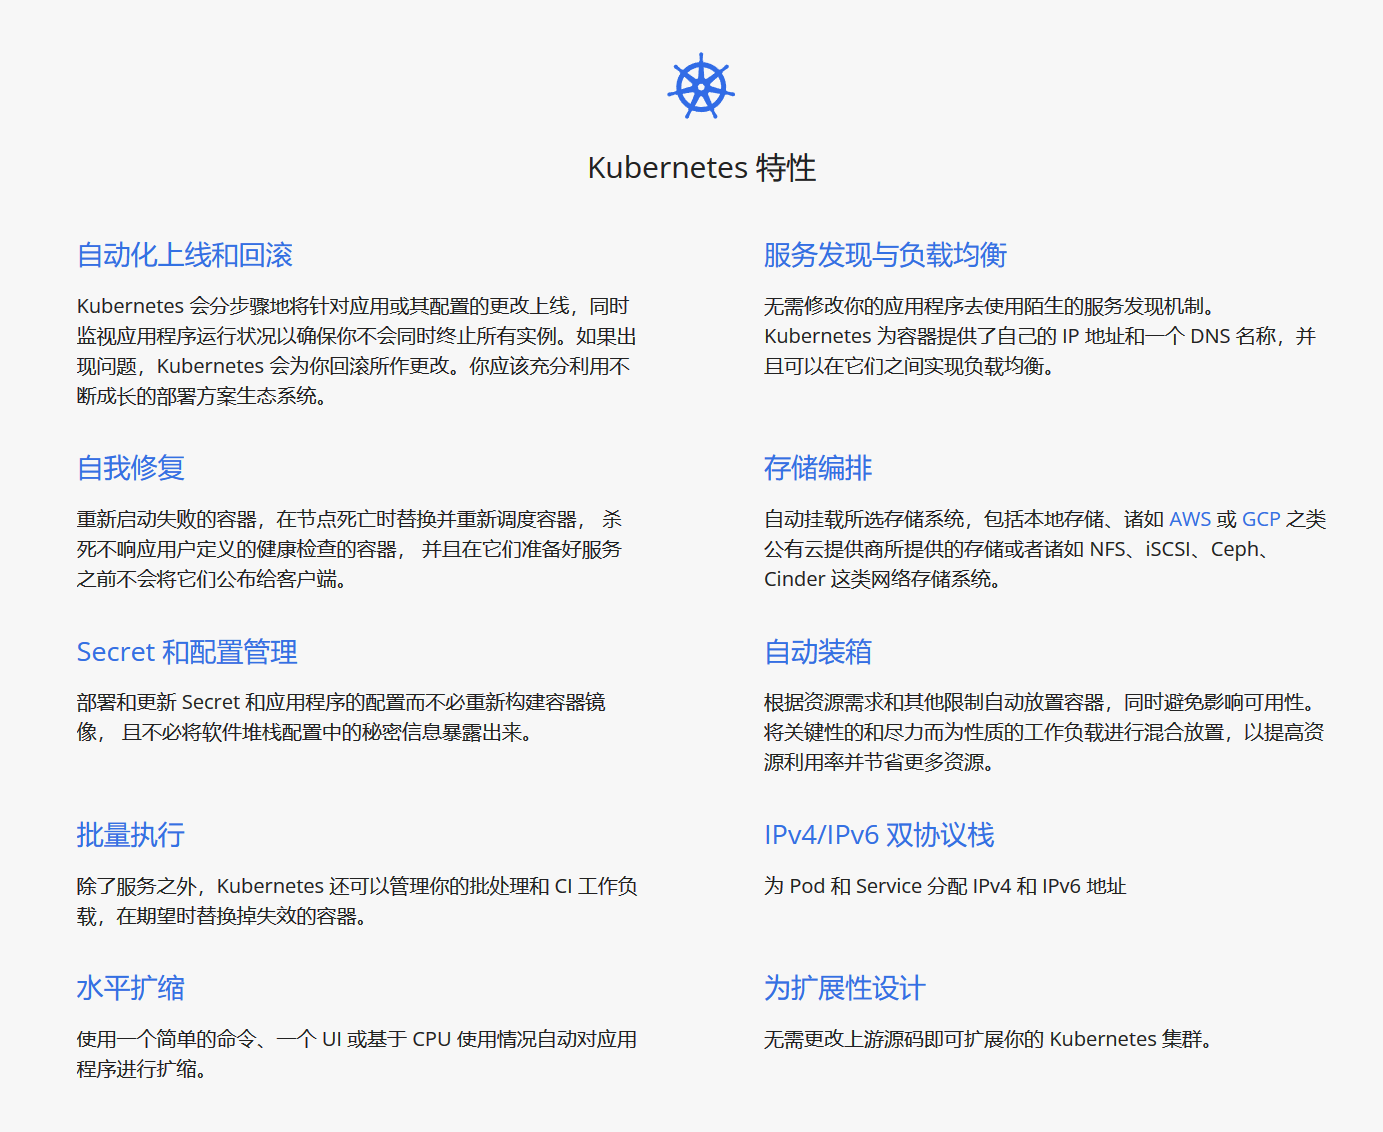 Kubernetes 特性
自动化上线和回滚
Kubernetes 会分步骤地将针对应用或其配置的更改上线，同时
监视应用程序运行状况以确保你不会同时终止所有实例。如果出
现问题，Kubernetes 会为你回滚所作更改。你应该充分利用不
断成长的部署方案生态系统。
服务发现与负载均衡
无需修改你的应用程序去使用陌生的服务发现机制。
Kubernetes 为容器提供了自己的 IP 地址和一个 DNS 名称，并
且可以在它们之间实现负载均衡。
自我修复
重新启动失败的容器，在节点死亡时替换并重新调度容器， 杀
死不响应用户定义的健康检查的容器， 并且在它们准备好服务
之前不会将它们公布给客户端。
存储编排
自动挂载所选存储系统，包括本地存储、诸如 AWS 或 GCP 之类
公有云提供商所提供的存储或者诸如 NFS、iSCSI、Ceph、
Cinder 这类网络存储系统。
Secret 和配置管理
部署和更新 Secret 和应用程序的配置而不必重新构建容器镜
像， 且不必将软件堆栈配置中的秘密信息暴露出来。
自动装箱
根据资源需求和其他限制自动放置容器，同时避免影响可用性。
将关键性的和尽力而为性质的工作负载进行混合放置，以提高资
源利用率并节省更多资源。
批量执行
除了服务之外，Kubernetes 还可以管理你的批处理和 CI 工作负
载，在期望时替换掉失效的容器。
IPv4/IPv6 双协议栈
为 Pod 和 Service 分配 IPv4 和 IPv6 地址
水平扩缩
使用一个简单的命令、一个 UI 或基于 CPU 使用情况自动对应用
程序进行扩缩。
为扩展性设计
无需更改上游源码即可扩展你的 Kubernetes 集群。